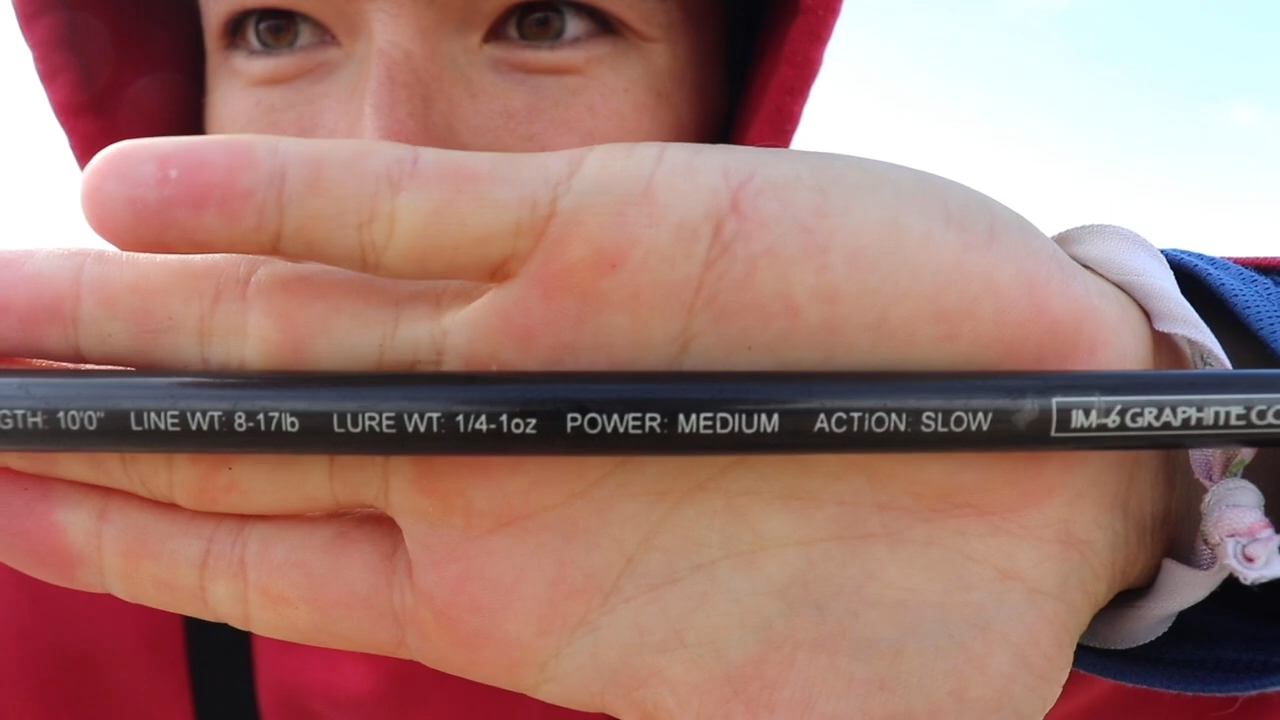 GTH: 10'0" LINE WT: 8-17lb LURE WT: 1/4-1oz POWER: MEDIUM ACTION: SLOW IM-6 GRAPHITE CO